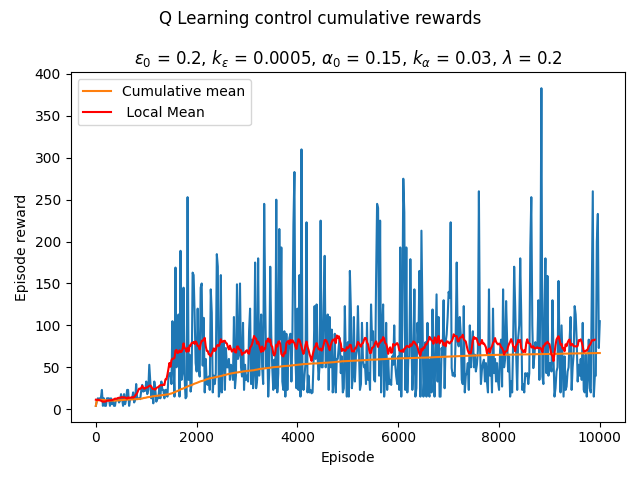 Q Learning control cumulative rewards
ε₀ = 0.2, kε = 0.0005, α₀ = 0.15, kα = 0.03, λ = 0.2
Cumulative mean
Local Mean
Episode reward
400
350
300
250
200
150
100
50
0
0 2000 4000 6000 8000 10000
Episode